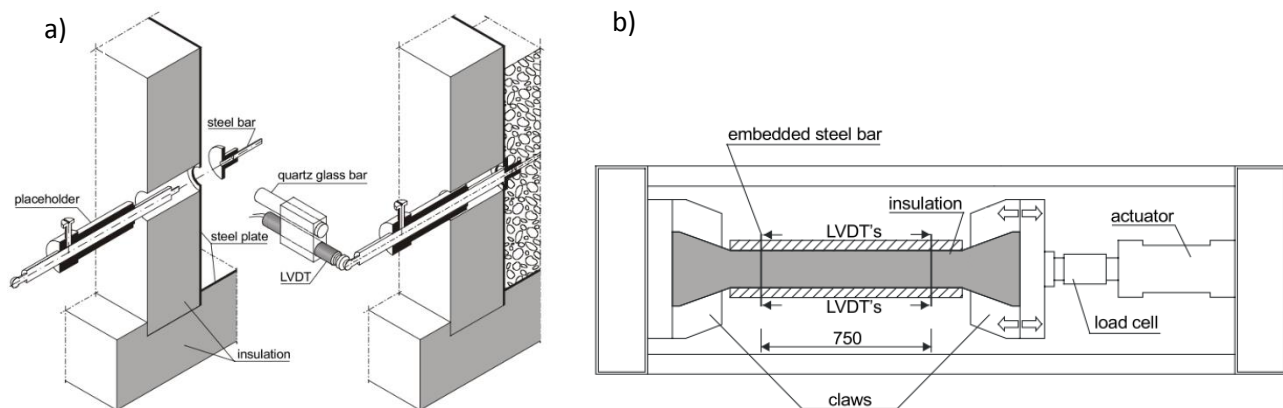 a)
steel bar
placeholder
quartz glass bar
steel plate
LVDT
insulation
b)
embedded steel bar
insulation
actuator
LVDT's
LVDT's
load cell
750
claws